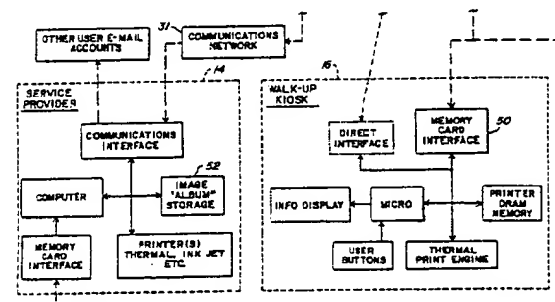 OTHER USER E-MAIL
ACCOUNTS
31
COMMUNICATIONS
NETWORK
14
SERVICE
PROVIDER
COMMUNICATIONS
INTERFACE
COMPUTER
52
IMAGE
"ALBUM"
STORAGE
MEMORY
CARD
INTERFACE
PRINTER(S)
THERMAL, INK JET
ETC.
16
WALK-UP
KIOSK
DIRECT
INTERFACE
MEMORY
CARD
INTERFACE
50
INFO DISPLAY
MICRO
PRINTER
DRAM
MEMORY
USER
BUTTONS
THERMAL
PRINT ENGINE